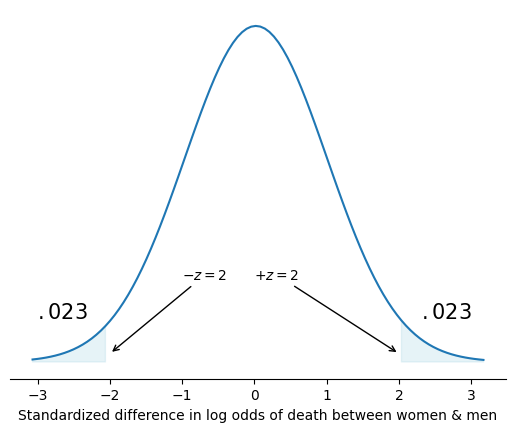 −z = 2 +z = 2
.023 .023
−3 −2 −1 0 1 2 3
Standardized difference in log odds of death between women & men